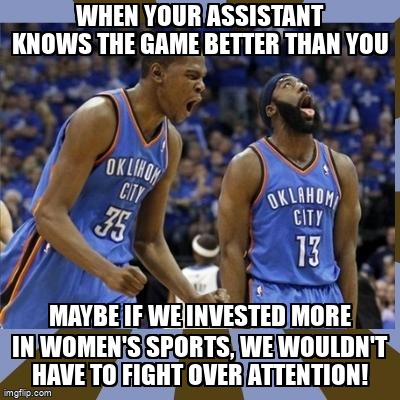 WHEN YOUR ASSISTANT
KNOWS THE GAME BETTER THAN YOU
OKLAHOMA
CITY
35
OKLAHOMA
CITY
13
MAYBE IF WE INVESTED MORE
IN WOMEN'S SPORTS, WE WOULDN'T
HAVE TO FIGHT OVER ATTENTION!
imgflip.com